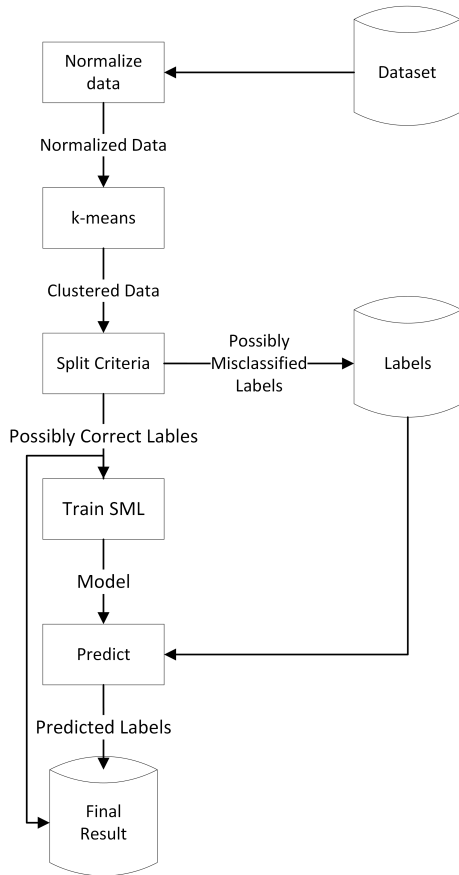 Normalize
data
Dataset
Normalized Data
k-means
Clustered Data
Split Criteria
Possibly
Misclassified
Labels
Labels
Possibly Correct Lables
Train SML
Model
Predict
Predicted Labels
Final
Result